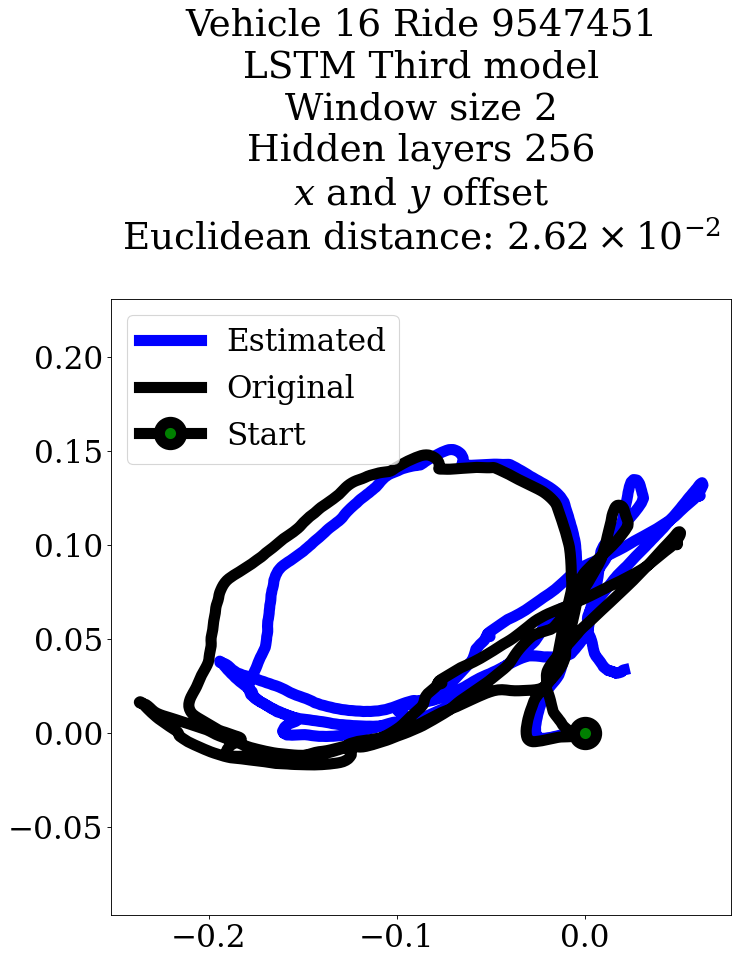 Vehicle 16 Ride 9547451
LSTM Third model
Window size 2
Hidden layers 256
x and y offset
Euclidean distance: 2.62 × 10⁻²
Estimated
Original
Start
0.20
0.15
0.10
0.05
0.00
−0.05
−0.2
−0.1
0.0